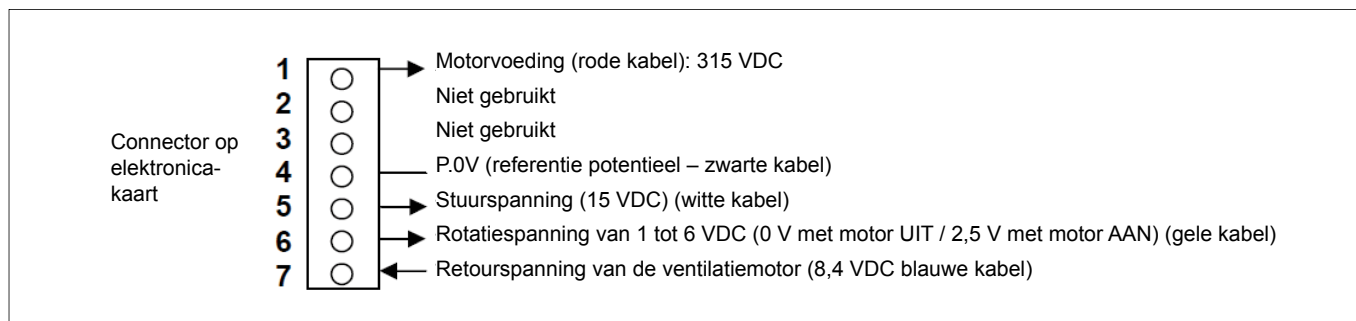 Connector op
elektronica-
kaart
1
Motorvoeding (rode kabel): 315 VDC
2
Niet gebruikt
3
Niet gebruikt
4
P.0V (referentie potentieel – zwarte kabel)
5
Stuurspanning (15 VDC) (witte kabel)
6
Rotatiespanning van 1 tot 6 VDC (0 V met motor UIT / 2,5 V met motor AAN) (gele kabel)
7
Retourspanning van de ventilatiemotor (8,4 VDC blauwe kabel)